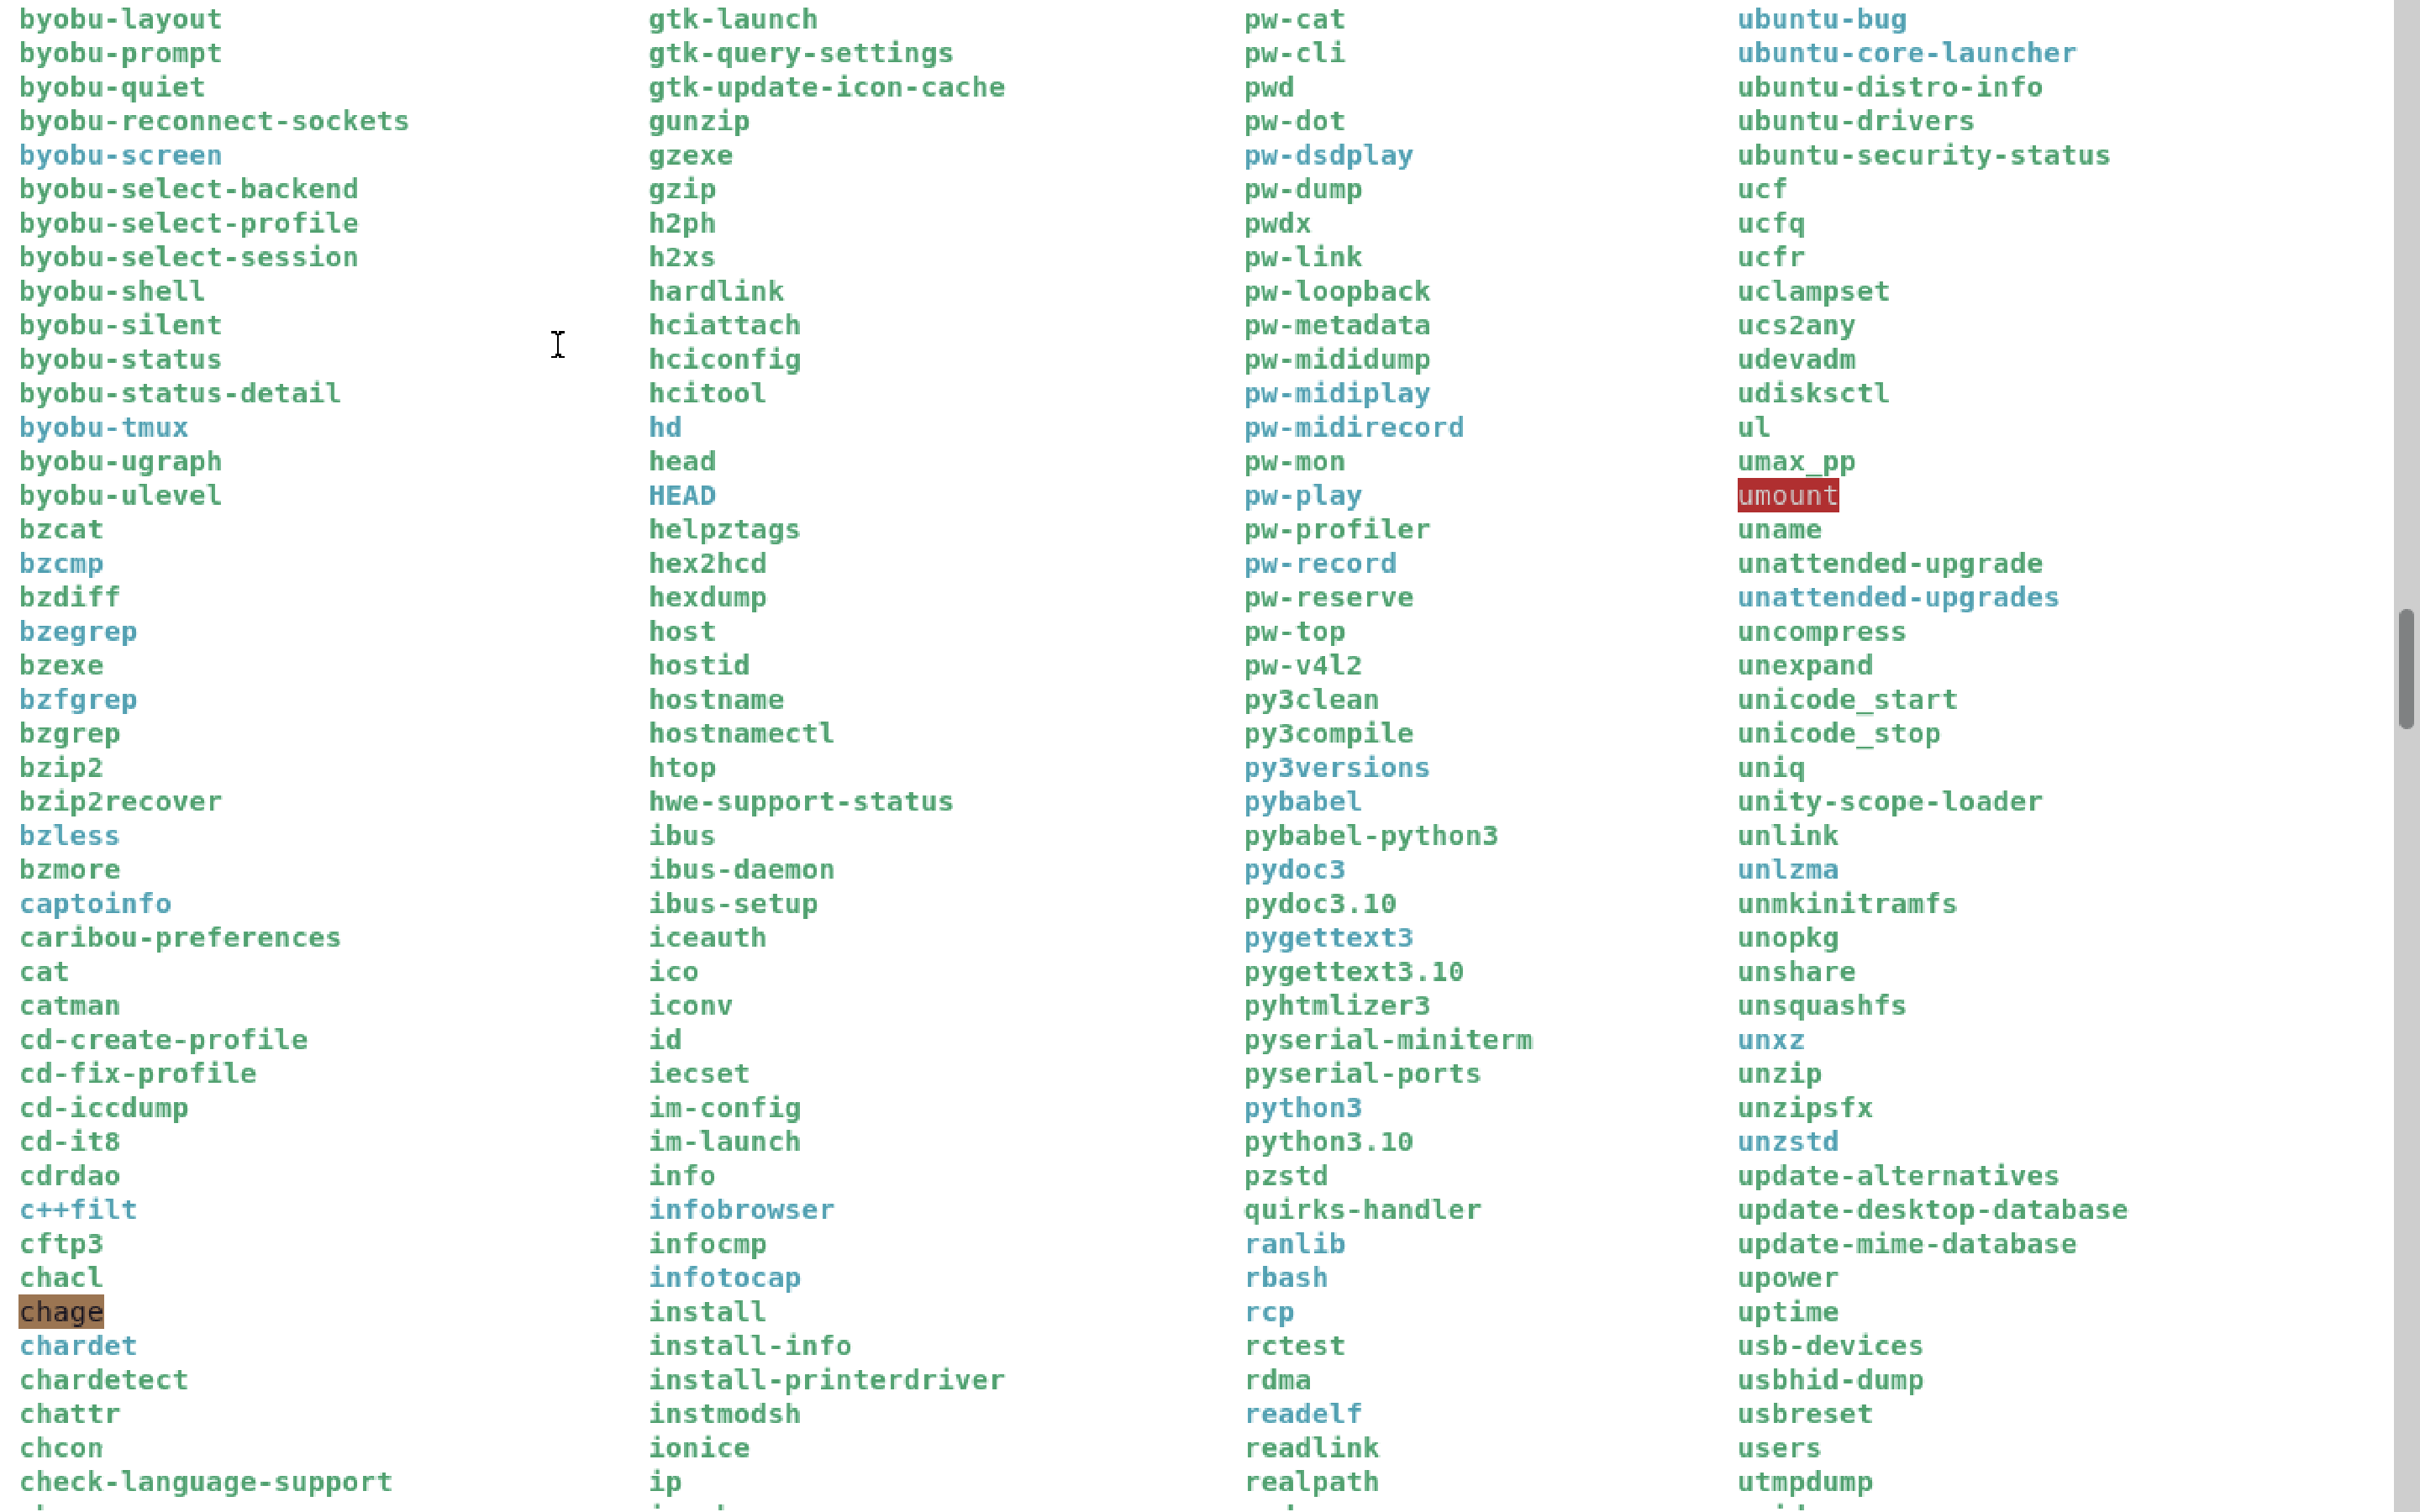 byobu-layout gtk-launch pw-cat ubuntu-bug
byobu-prompt gtk-query-settings pw-cli ubuntu-core-launcher
byobu-quiet gtk-update-icon-cache pwd ubuntu-distro-info
byobu-reconnect-sockets gunzip pw-dot ubuntu-drivers
byobu-screen gzexe pw-dsdplay ubuntu-security-status
byobu-select-backend gzip pw-dump ucf
byobu-select-profile h2ph pwdx ucfq
byobu-select-session h2xs pw-link ucfr
byobu-shell hardlink pw-loopback uclampset
byobu-silent hciattach pw-metadata ucs2any
byobu-status hciconfig pw-mididump udevadm
byobu-status-detail hcitool pw-midiplay udisksctl
byobu-tmux hd pw-midirecord ul
byobu-ugraph head pw-mon umax_pp
byobu-ulevel HEAD pw-play umount
bzcat helpztags pw-profiler uname
bzcmp hex2hcd pw-record unattended-upgrade
bzdiff hexdump pw-reserve unattended-upgrades
bzegrep host pw-top uncompress
bzexe hostid pw-v4l2 unexpand
bzfgrep hostname py3clean unicode_start
bzgrep hostnamectl py3compile unicode_stop
bzip2 htop py3versions uniq
bzip2recover hwe-support-status pybabel unity-scope-loader
bzless ibus pybabel-python3 unlink
bzmore ibus-daemon pydoc3 unlzma
captoinfo ibus-setup pydoc3.10 unmkinitramfs
caribou-preferences iceauth pygettext3 unopkg
cat ico pygettext3.10 unshare
catman iconv pyhtmlizer3 unsquashfs
cd-create-profile id pyserial-miniterm unxz
cd-fix-profile iecset pyserial-ports unzip
cd-iccdump im-config python3 unzipsfx
cd-it8 im-launch python3.10 unzstd
cdrdao info pzstd update-alternatives
c++filt infobrowser quirks-handler update-desktop-database
cftp3 infocmp ranlib update-mime-database
chacl infotocap rbash upower
chage install rcp uptime
chardet install-info rctest usb-devices
chardetect install-printerdriver rdma usbhid-dump
chattr instmodsh readelf usbreset
chcon ionice readlink users
check-language-support ip realpath utmpdump